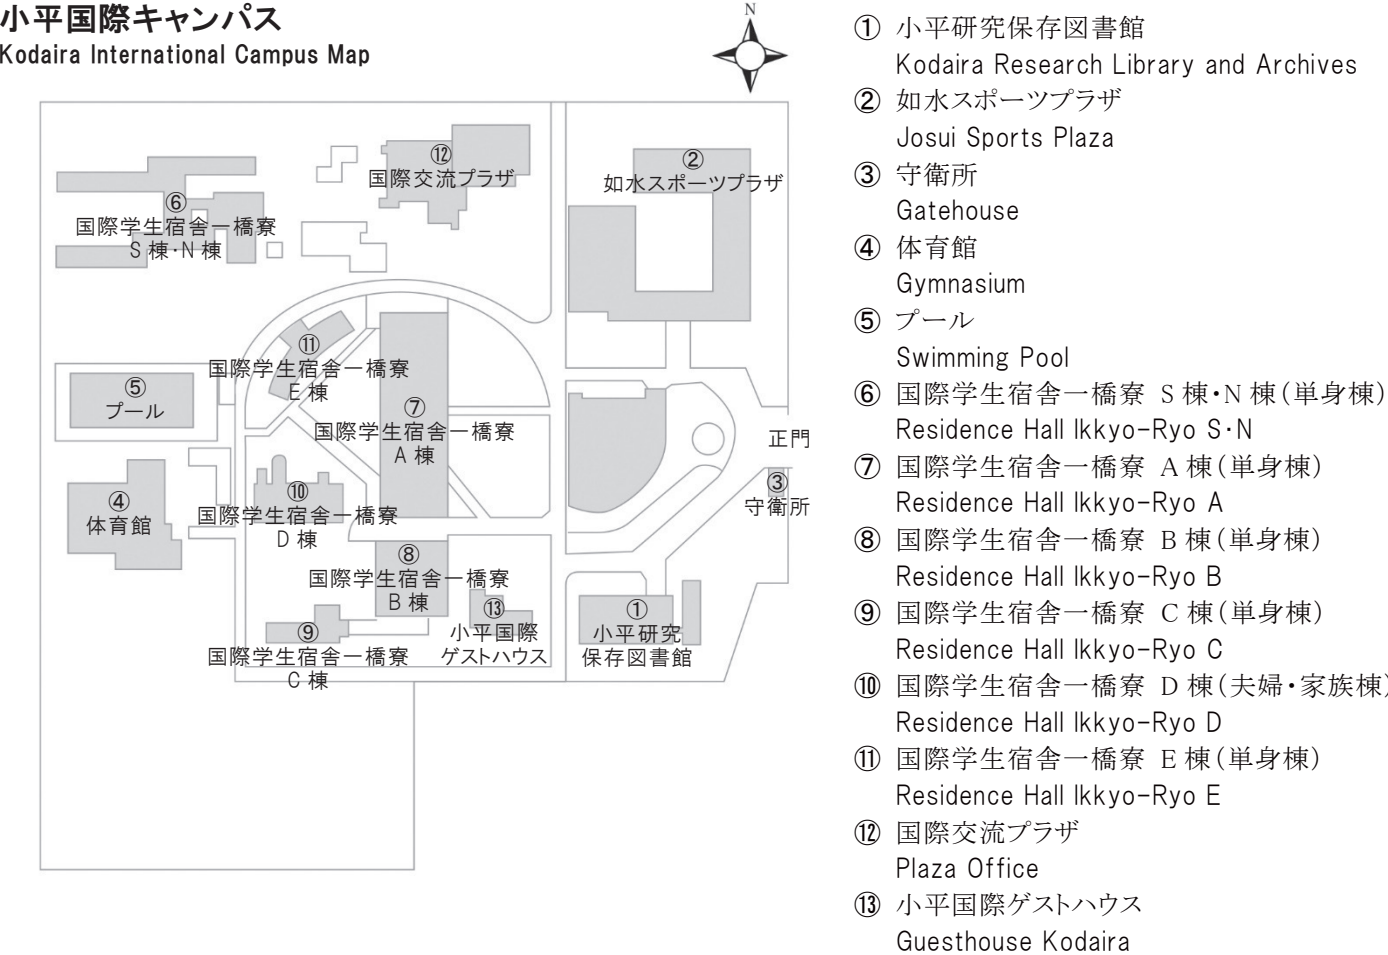 小平国際キャンパス
Kodaira International Campus Map
N
⑫
国際交流プラザ
②
如水スポーツプラザ
⑥
国際学生宿舎一橋寮
S 棟・N 棟
⑪
国際学生宿舎一橋寮
E 棟
⑤
プール
⑦
国際学生宿舎一橋寮
A 棟
正門
③
守衛所
④
体育館
⑩
国際学生宿舎一橋寮
D 棟
⑧
国際学生宿舎一橋寮
B 棟
⑬
小平国際
ゲストハウス
①
小平研究
保存図書館
⑨
国際学生宿舎一橋寮
C 棟
① 小平研究保存図書館
Kodaira Research Library and Archives
② 如水スポーツプラザ
Josui Sports Plaza
③ 守衛所
Gatehouse
④ 体育館
Gymnasium
⑤ プール
Swimming Pool
⑥ 国際学生宿舎一橋寮 S 棟・N 棟(単身棟)
Residence Hall Ikkyo-Ryo S・N
⑦ 国際学生宿舎一橋寮 A 棟(単身棟)
Residence Hall Ikkyo-Ryo A
⑧ 国際学生宿舎一橋寮 B 棟(単身棟)
Residence Hall Ikkyo-Ryo B
⑨ 国際学生宿舎一橋寮 C 棟(単身棟)
Residence Hall Ikkyo-Ryo C
⑩ 国際学生宿舎一橋寮 D 棟(夫婦・家族棟)
Residence Hall Ikkyo-Ryo D
⑪ 国際学生宿舎一橋寮 E 棟(単身棟)
Residence Hall Ikkyo-Ryo E
⑫ 国際交流プラザ
Plaza Office
⑬ 小平国際ゲストハウス
Guesthouse Kodaira